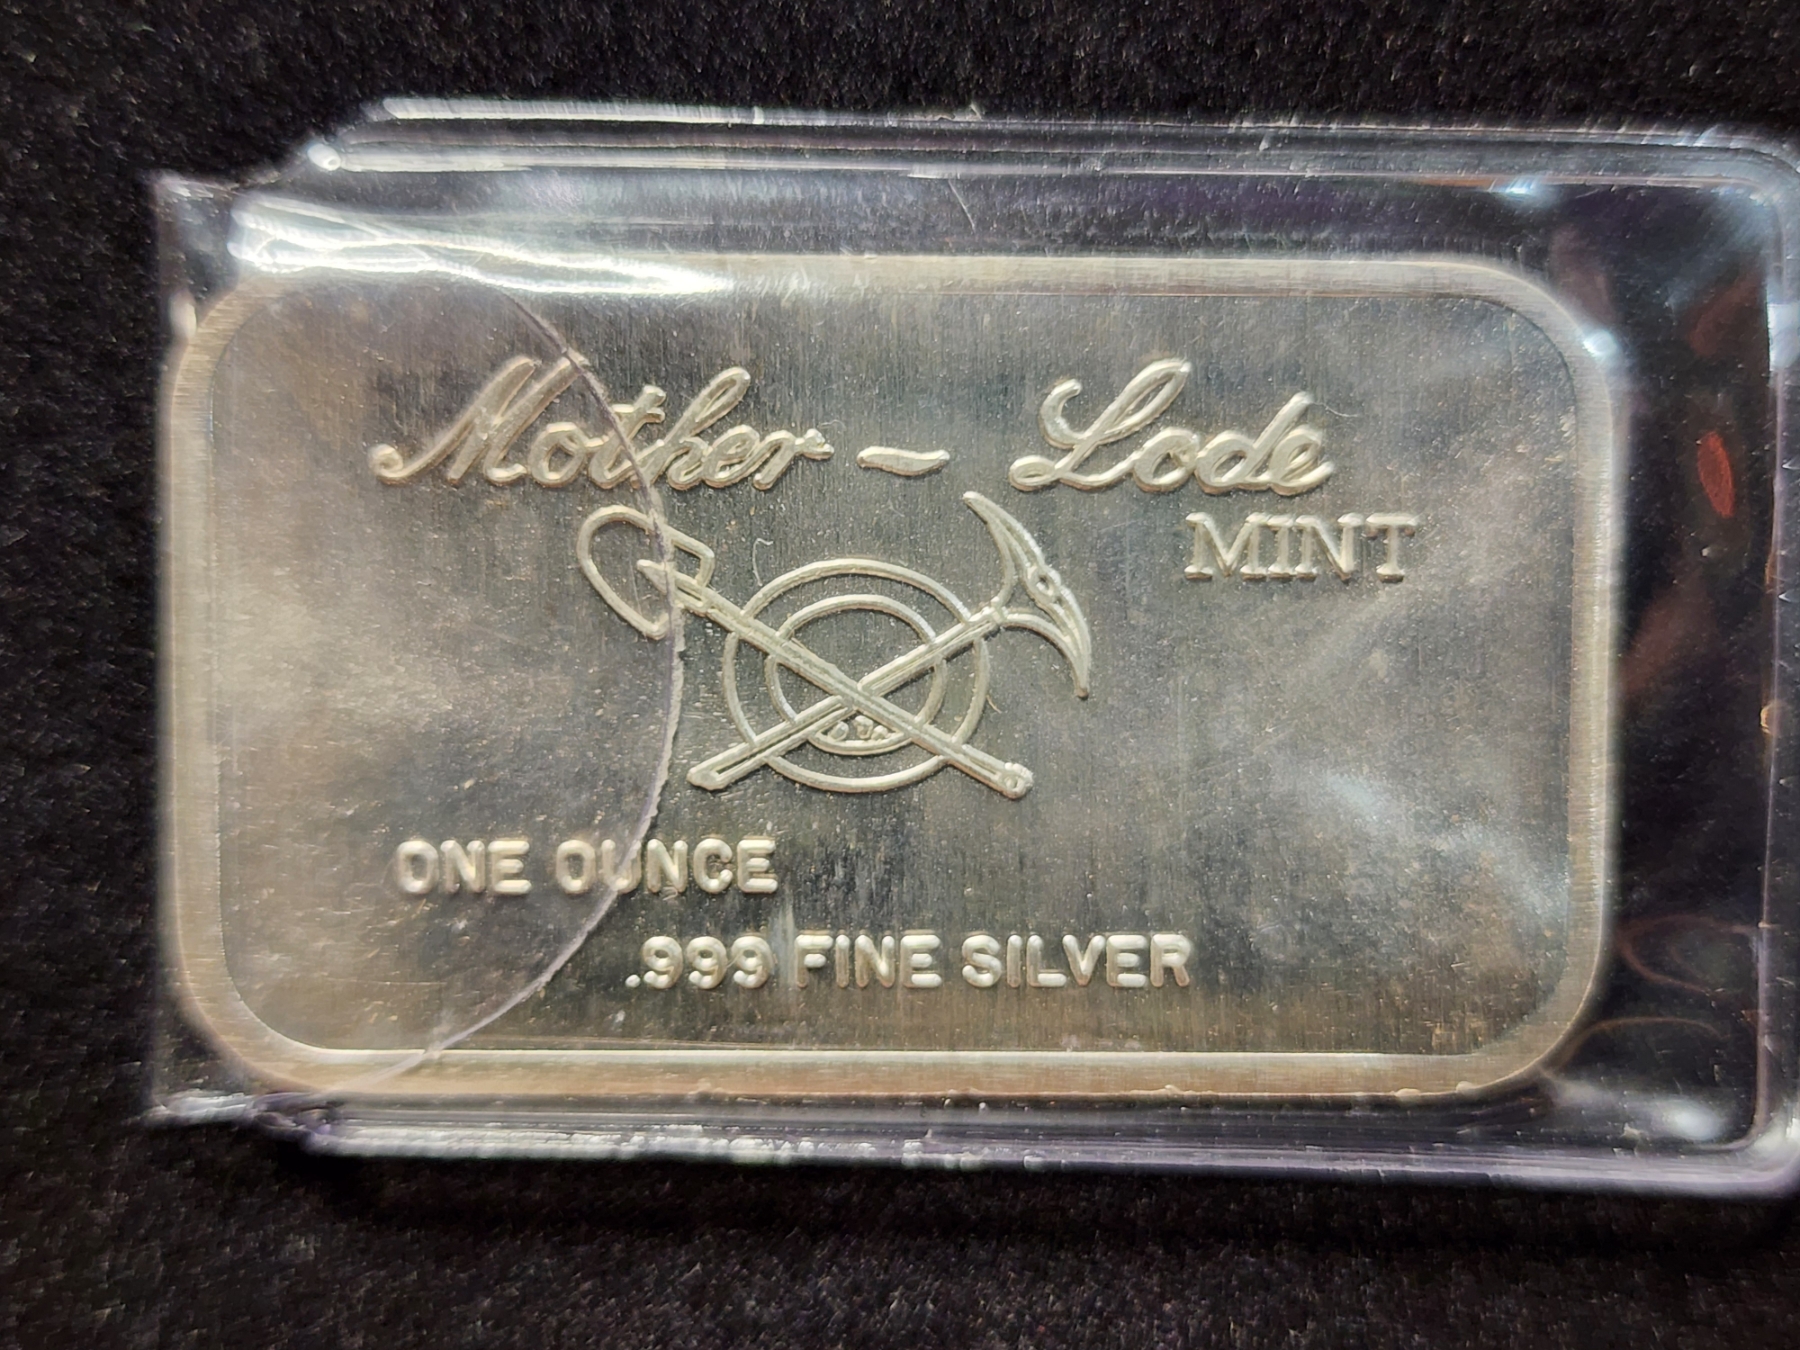 Mother - Lode
MINT
ONE OUNCE
.999 FINE SILVER